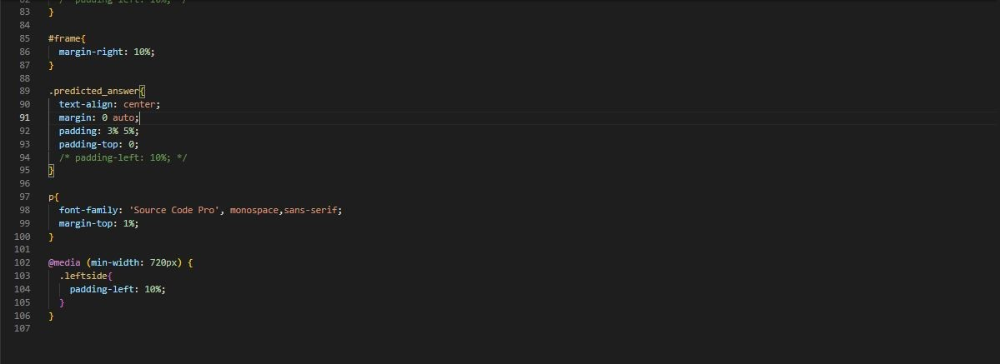 82 /* padding-left: 10%; */
83 }
84
85 #frame{
86 margin-right: 10%;
87 }
88
89 .predicted_answer{
90 text-align: center;
91 margin: 0 auto;
92 padding: 3% 5%;
93 padding-top: 0;
94 /* padding-left: 10%; */
95 }
96
97 p{
98 font-family: 'Source Code Pro', monospace,sans-serif;
99 margin-top: 1%;
100 }
101
102 @media (min-width: 720px) {
103 .leftside{
104 padding-left: 10%;
105 }
106 }
107